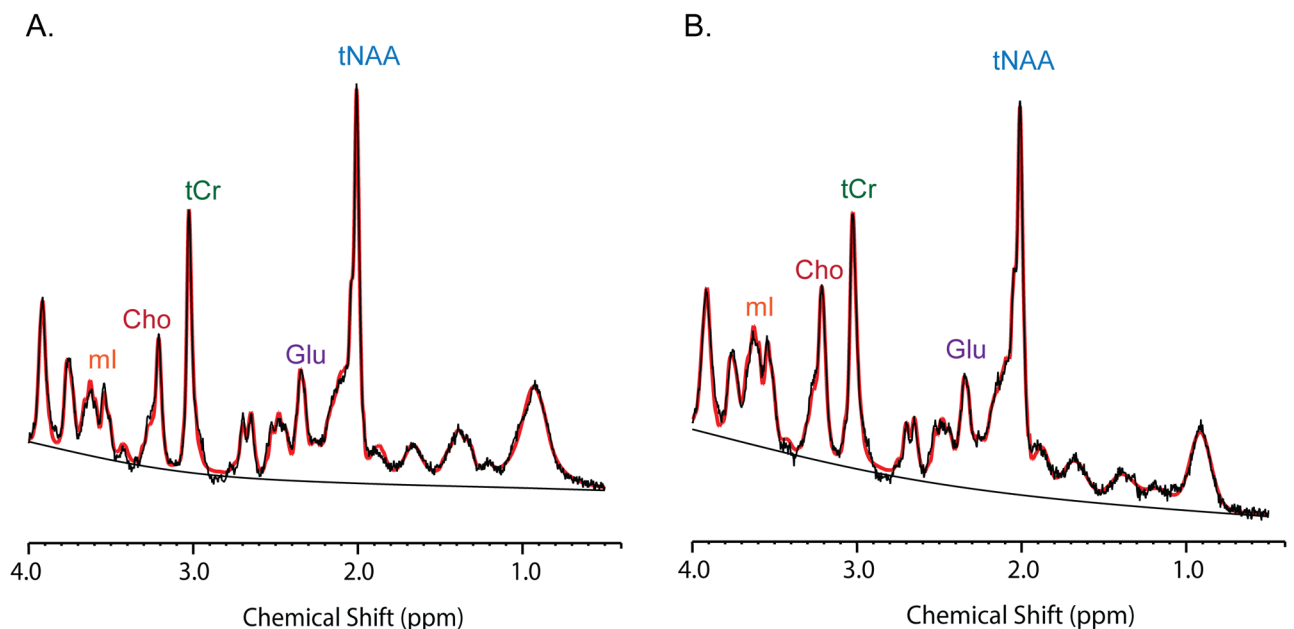 A.
tNAA
tCr
Cho
mI
Glu
4.0 3.0 2.0 1.0
Chemical Shift (ppm)
B.
tNAA
tCr
Cho
mI
Glu
4.0 3.0 2.0 1.0
Chemical Shift (ppm)